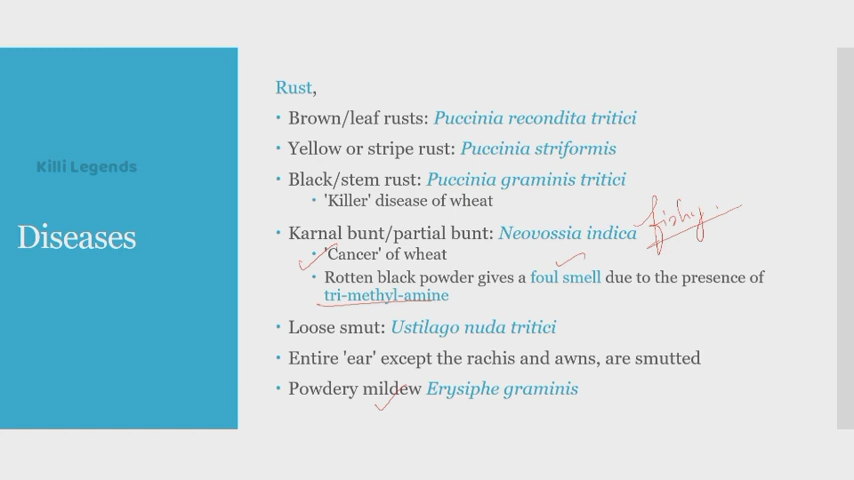 Killi Legends
Diseases
Rust,
• Brown/leaf rusts: Puccinia recondita tritici
• Yellow or stripe rust: Puccinia striformis
• Black/stem rust: Puccinia graminis tritici
• 'Killer' disease of wheat
• Karnal bunt/partial bunt: Neovossia indica
fishy.
• 'Cancer' of wheat
• Rotten black powder gives a foul smell due to the presence of
tri-methyl-amine
• Loose smut: Ustilago nuda tritici
• Entire 'ear' except the rachis and awns, are smutted
• Powdery mildew Erysiphe graminis